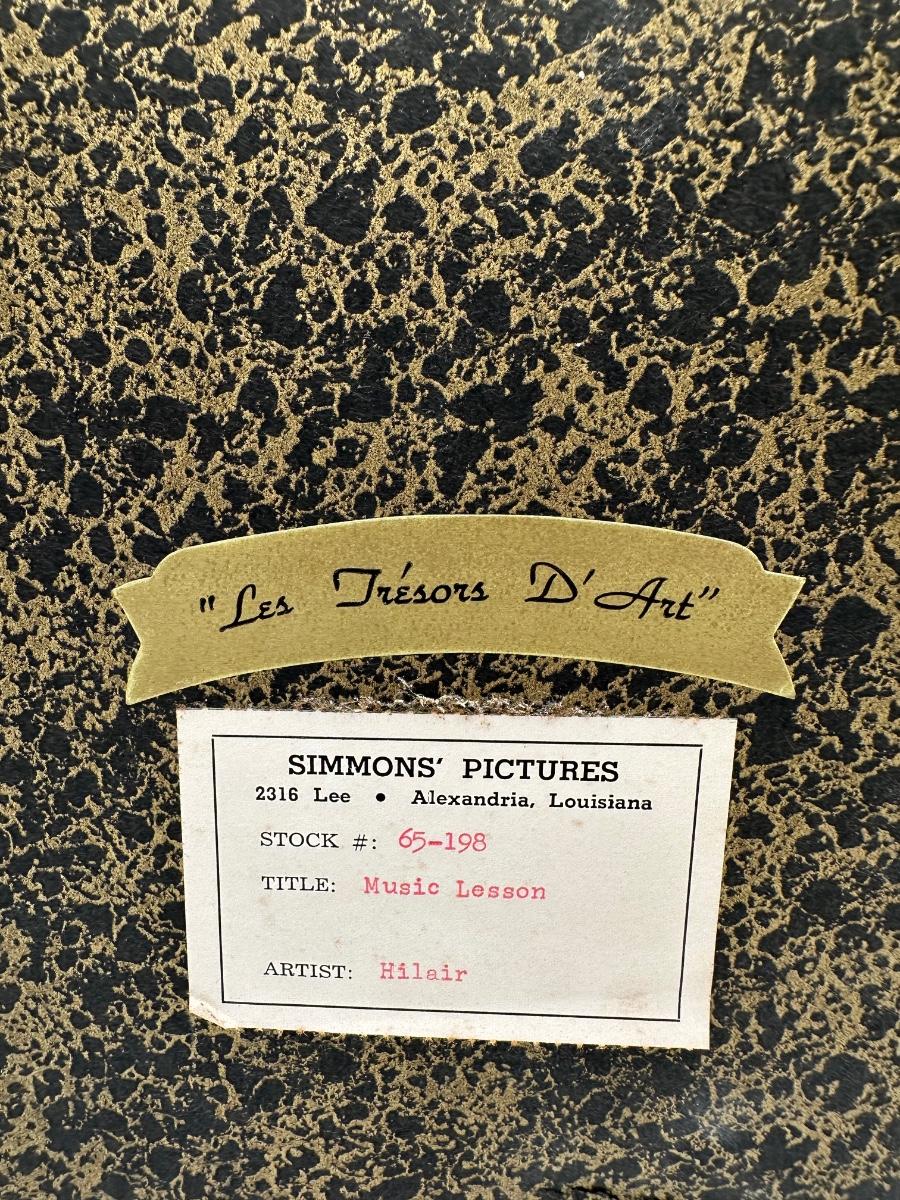 "Les Trésors D'Art"
SIMMONS' PICTURES
2316 Lee • Alexandria, Louisiana
STOCK #: 65-198
TITLE: Music Lesson
ARTIST: Hilair